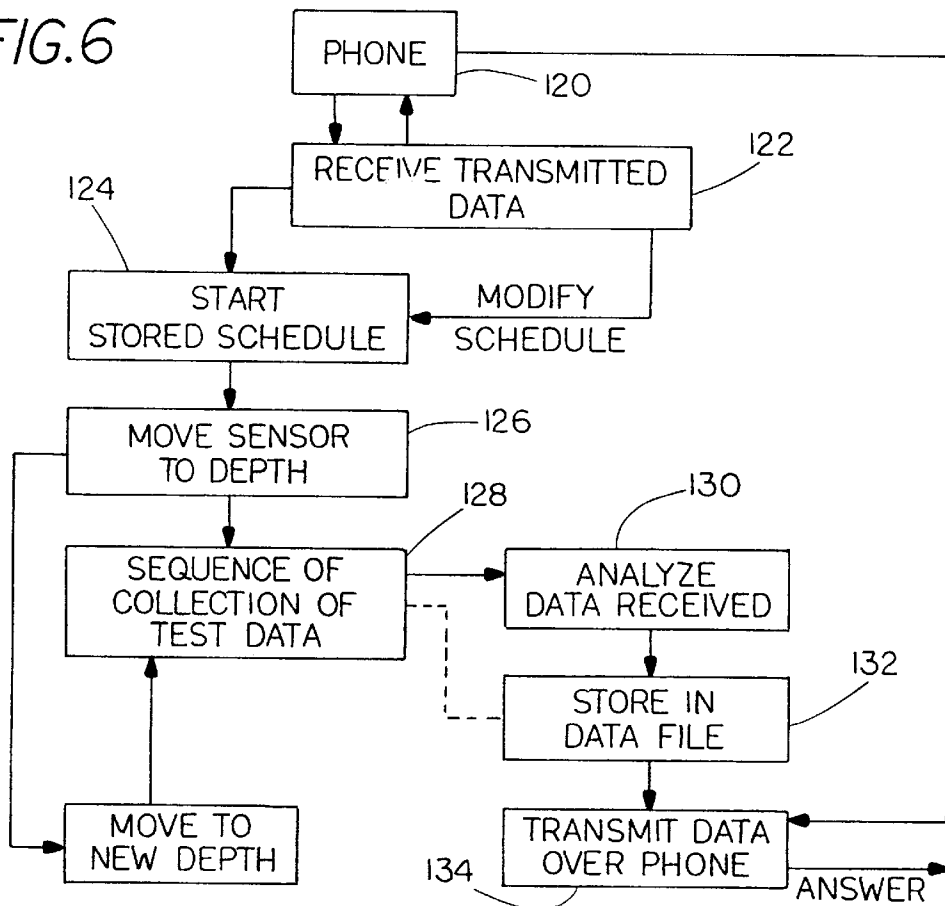 FIG.6
PHONE
120
RECEIVE TRANSMITTED
DATA
122
124
START
STORED SCHEDULE
MODIFY
SCHEDULE
MOVE SENSOR
TO DEPTH
126
128
SEQUENCE OF
COLLECTION OF
TEST DATA
130
ANALYZE
DATA RECEIVED
132
STORE IN
DATA FILE
MOVE TO
NEW DEPTH
TRANSMIT DATA
OVER PHONE
134
ANSWER